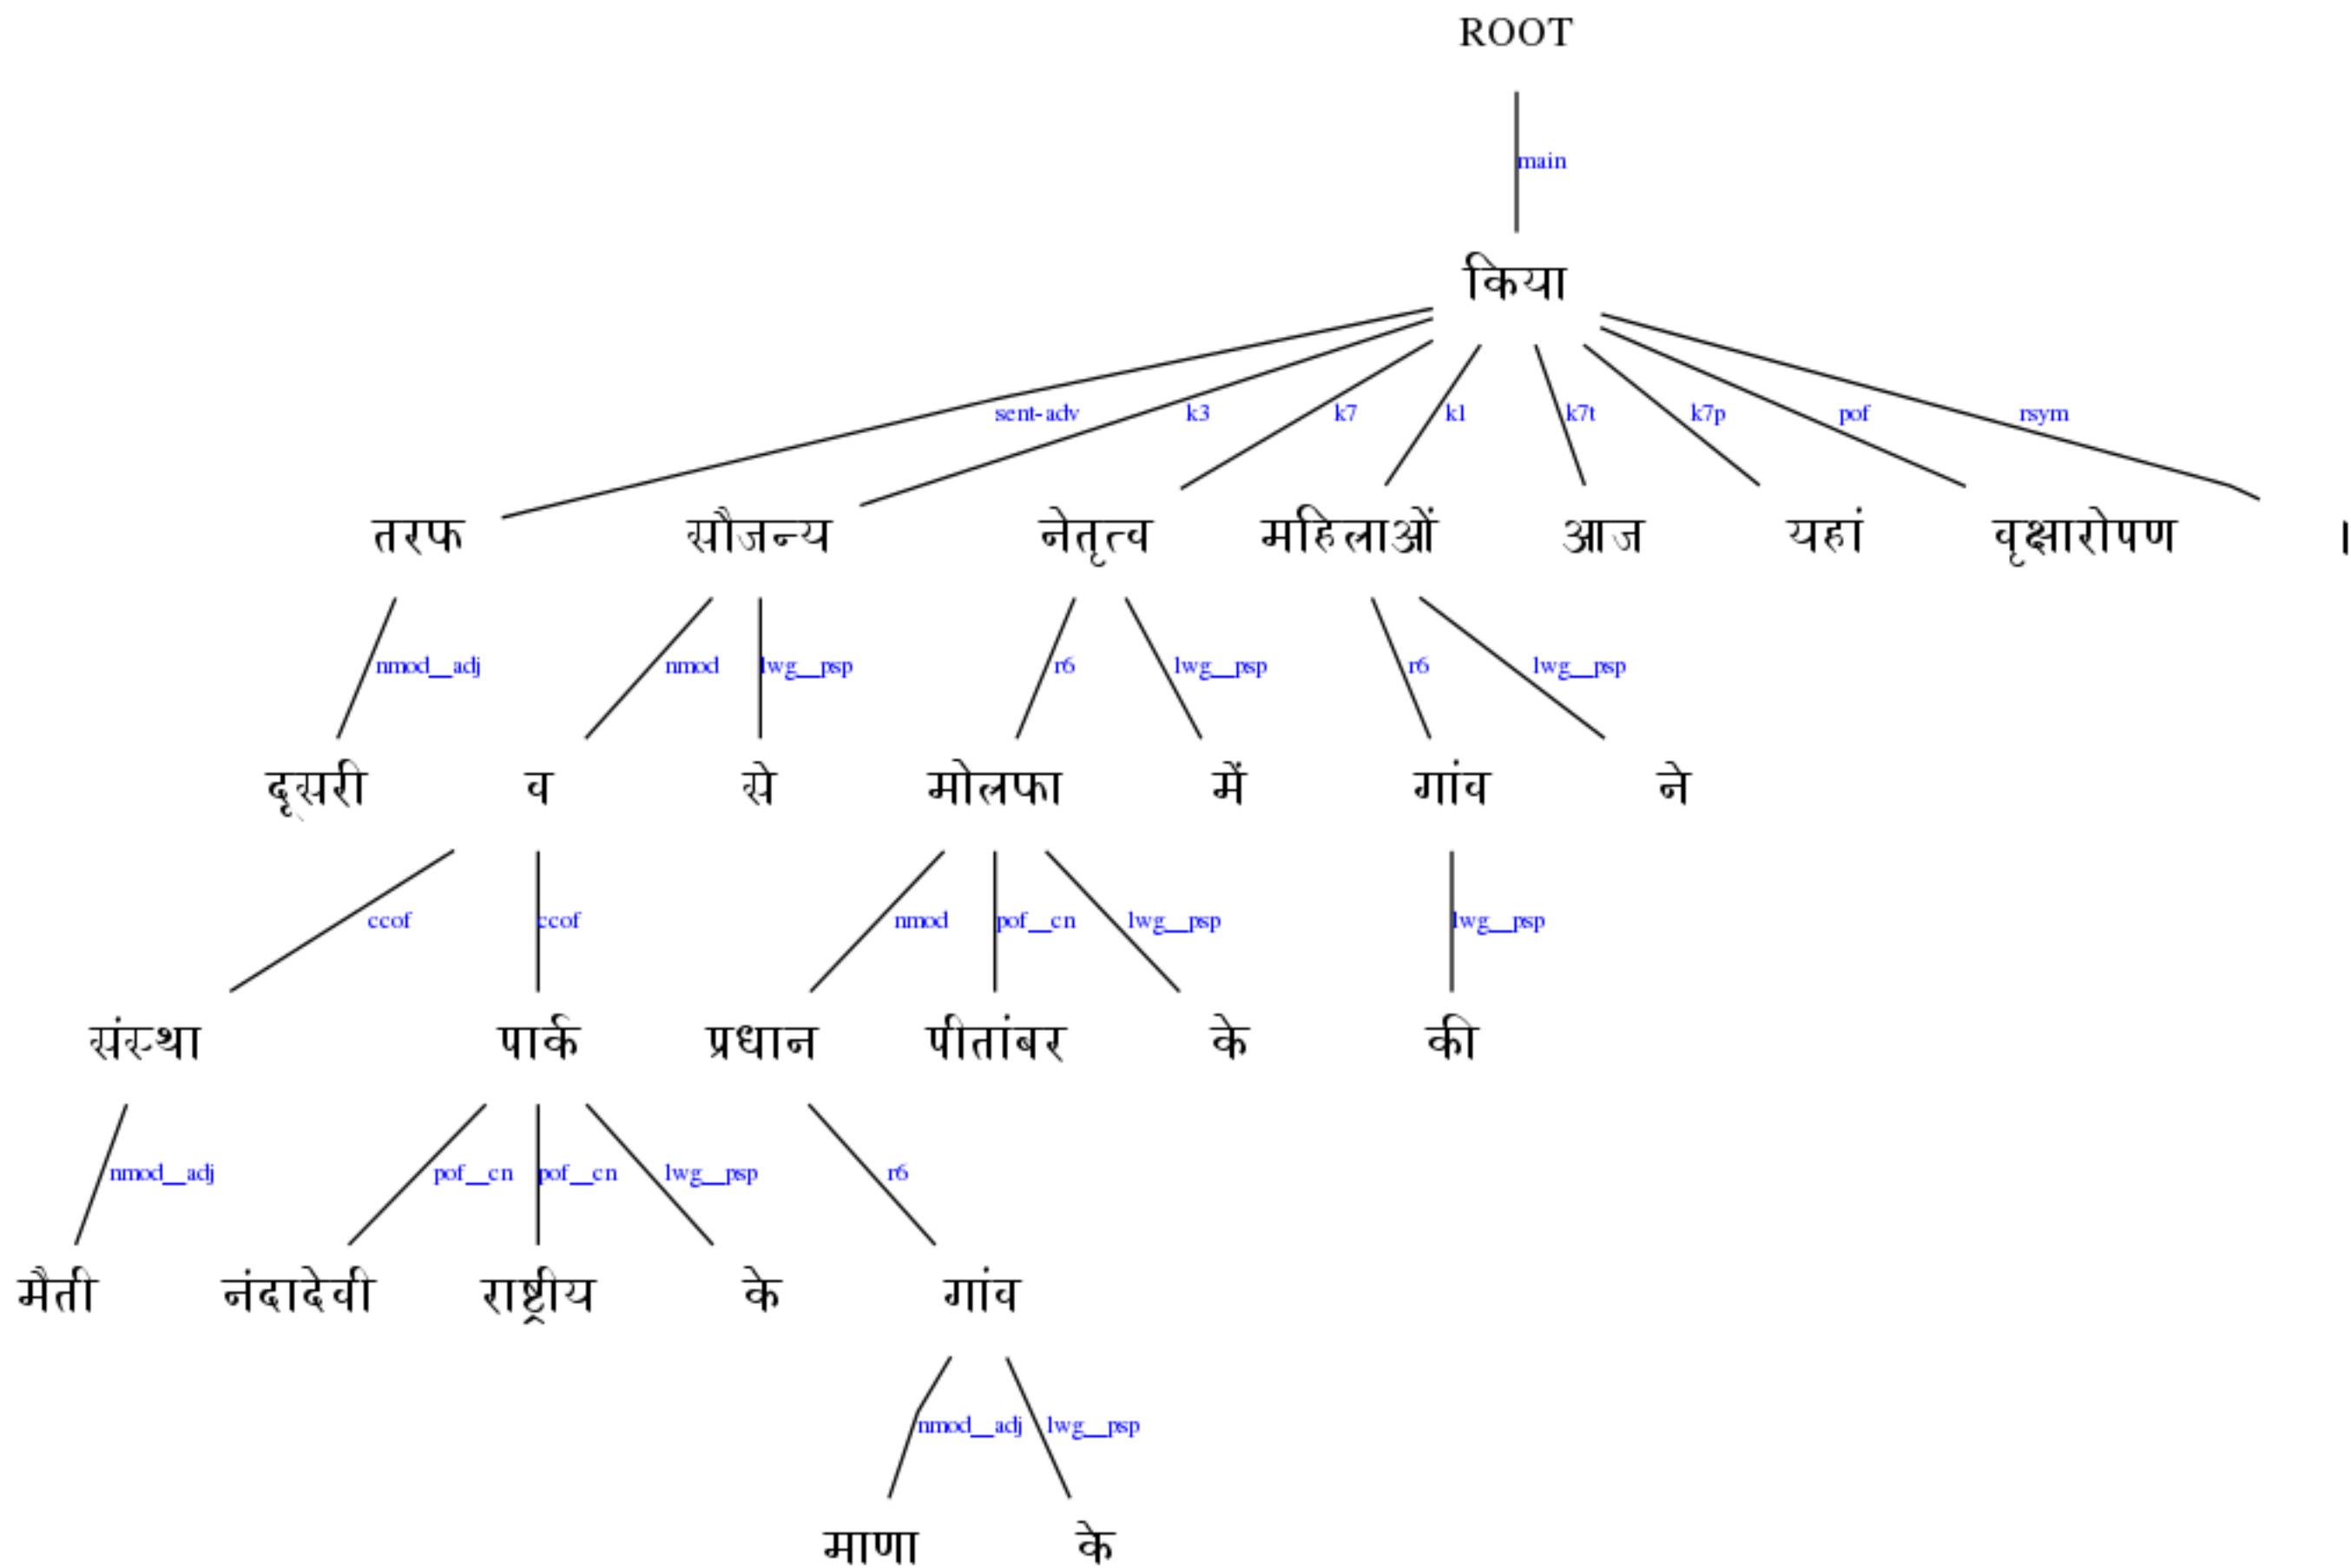 ROOT
main
किया
sent-adv k3 k7 k1 k7t k7p pof rsym
तरफ सौजन्य नेतृत्व महिलाओं आज यहां वृक्षारोपण ।
nmod__adj nmod lwg__psp r6 lwg__psp r6 lwg__psp
दूसरी व से मोलफा में गांव ने
ccof ccof nmod pof__cn lwg__psp lwg__psp
संस्था पार्क प्रधान पीतांबर के की
nmod__adj pof__cn pof__cn lwg__psp r6
मैती नंदादेवी राष्ट्रीय के गांव
nmod__adj lwg__psp
माणा के